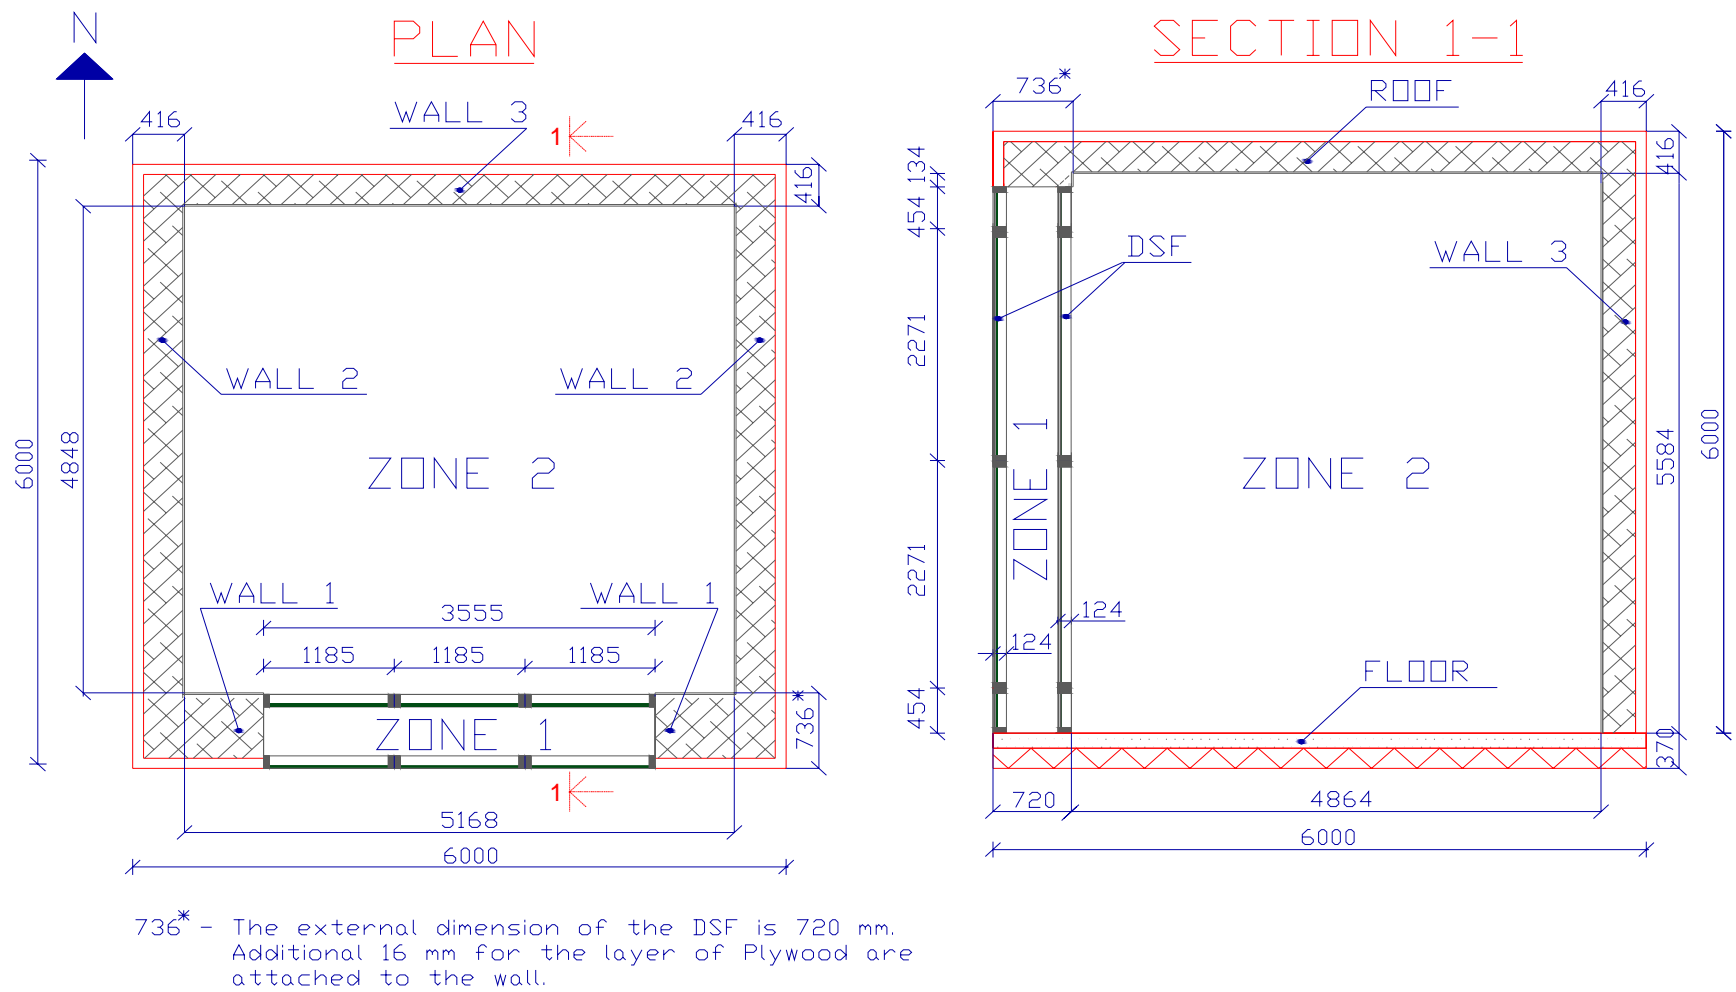 N
PLAN
416
WALL 3
1
416
416
6000
4848
WALL 2
WALL 2
ZONE 2
WALL 1
WALL 1
3555
1185
1185
1185
ZONE 1
736*
1
5168
6000
736* - The external dimension of the DSF is 720 mm.
Additional 16 mm for the layer of Plywood are
attached to the wall.
SECTION 1-1
736*
ROOF
416
134
416
454
DSF
WALL 3
2271
ZONE 1
ZONE 2
5584
6000
2271
124
124
FLOOR
454
370
720
4864
6000